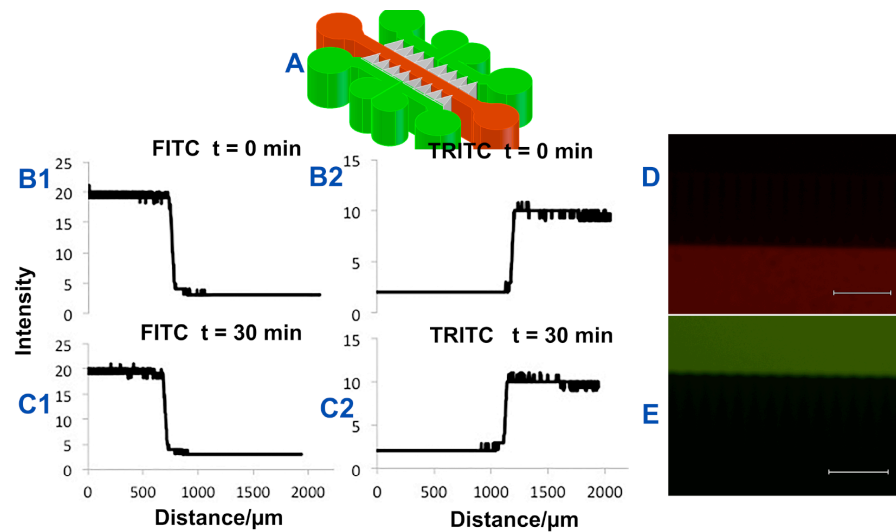 A
B1
FITC t = 0 min
25
20
15
10
5
0
B2
TRITC t = 0 min
15
10
5
0
D
Intensity
C1
FITC t = 30 min
25
20
15
10
5
0
0 500 1000 1500 2000
Distance/µm
C2
TRITC t = 30 min
15
10
5
0
0 500 1000 1500 2000
Distance/µm
E